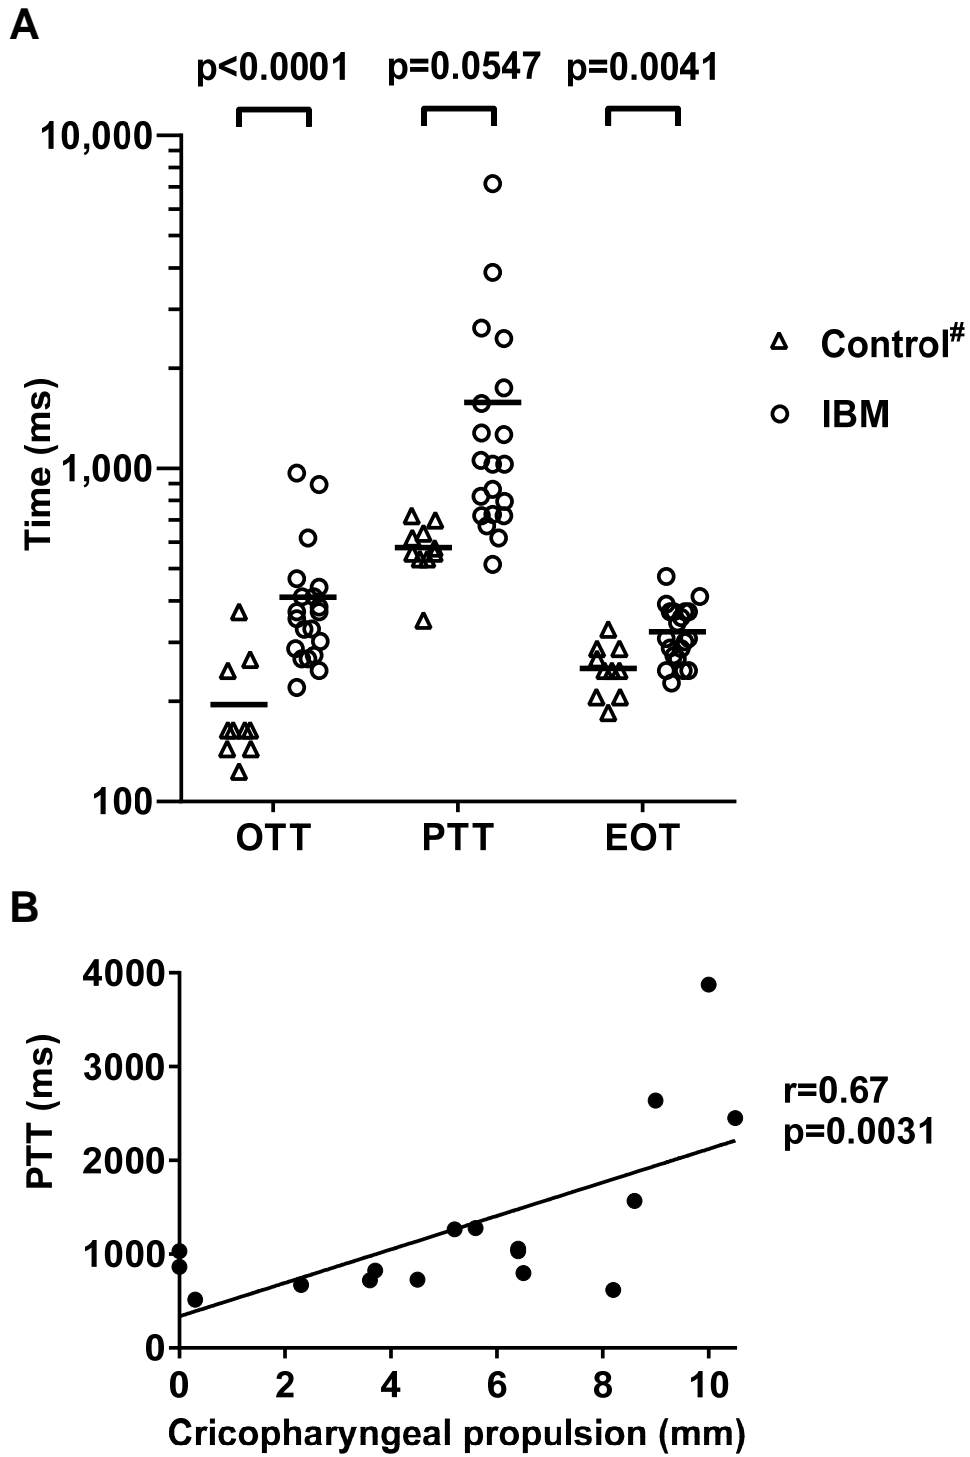 A
p<0.0001 p=0.0547 p=0.0041
10,000
1,000
100
Time (ms)
OTT PTT EOT
Control#
IBM
B
4000
3000
2000
1000
0
PTT (ms)
r=0.67
p=0.0031
0 2 4 6 8 10
Cricopharyngeal propulsion (mm)